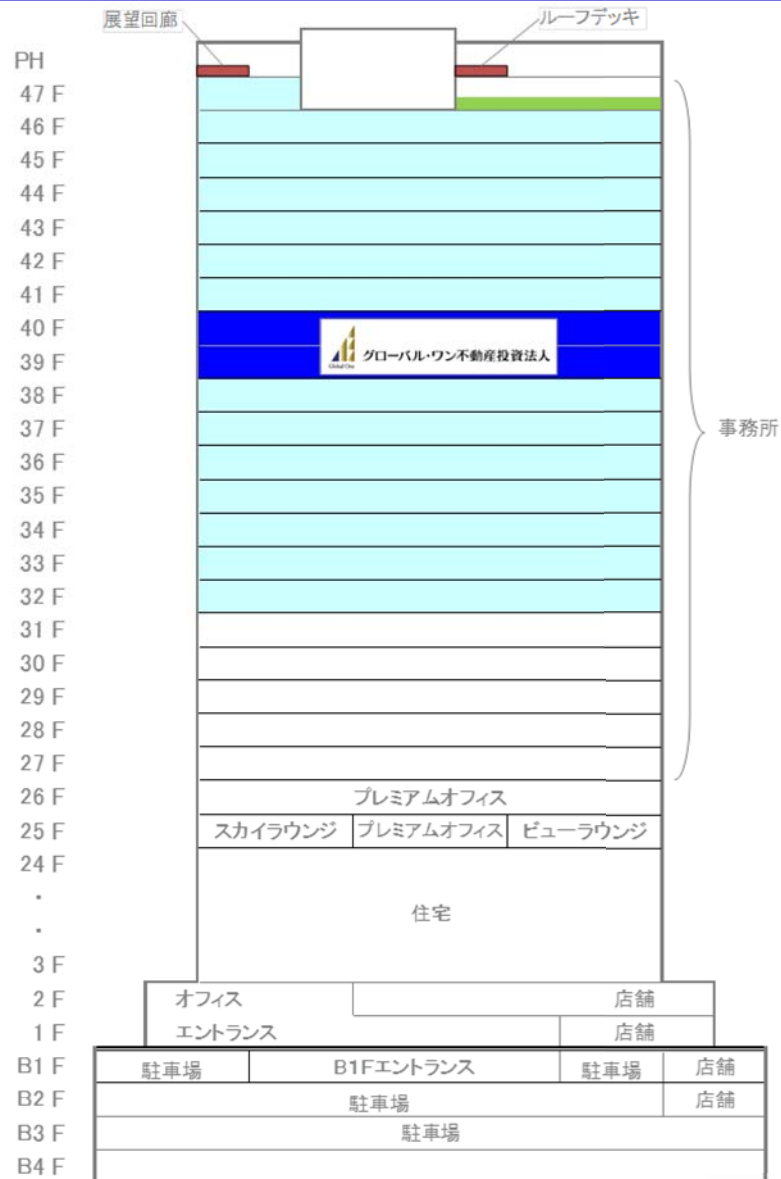 展望回廊
ルーフデッキ
PH
47 F
46 F
45 F
44 F
43 F
42 F
41 F
40 F
グローバル・ワン不動産投資法人
Global One
39 F
38 F
37 F
事務所
36 F
35 F
34 F
33 F
32 F
31 F
30 F
29 F
28 F
27 F
26 F
プレミアムオフィス
25 F
スカイラウンジ
プレミアムオフィス
ビューラウンジ
24 F
・
住宅
・
3 F
2 F
オフィス
店舗
1 F
エントランス
店舗
B1 F
駐車場
B1Fエントランス
駐車場
店舗
B2 F
駐車場
店舗
B3 F
駐車場
B4 F